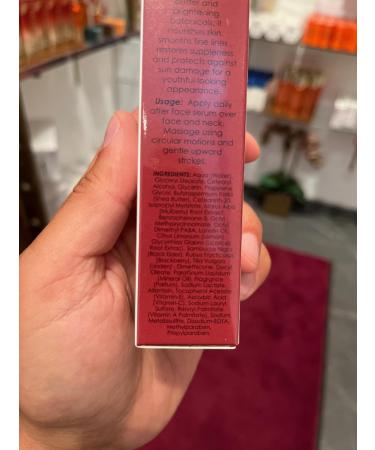 butter and
brightening
botanicals, it
nourishes skin,
smooths fine lines
restores suppleness
and protects against
sun damage for a
youthful-looking
appearance.
Usage: Apply daily
after face serum over
face and neck.
Massage using
circular motions and
gentle upward
strokes.
INGREDIENTS: Aqua (Water),
Glyceryl Stearate, Cetearyl
Alcohol, Glycerin, Propylene
Glycol, Butyrospermum Parkii
(Shea Butter), Ceteareth-20,
Isopropyl Myristate, Morus Alba
(Mulberry) Root Extract,
Benzophenone-3, Octyl
Methoxycinnamate, Octyl
Dimethyl PABA, Lanolin Oil,
Citrus Limonum (Lemon),
Glycyrrhiza Glabra (Licorice)
Root Extract, Sambucus Nigra
(Black Elder), Rubus Fruticosus
(Blackberry), Tilia Vulgaris
(Linden), Dimethicone, Decyl
Oleate, Paraffinum Liquidum
(Mineral Oil), Fragrance
(Parfum), Sodium Lactate,
Allantoin, Tocopherol Acetate
(Vitamin-E), Ascorbic Acid
(Vitamin-C), Sodium Lauryl
Sulfate, Retinyl Palmitate
(Vitamin A Palmitate), Sodium
Metabisulfite, Disodium-EDTA,
Methylparaben,
Propylparaben.